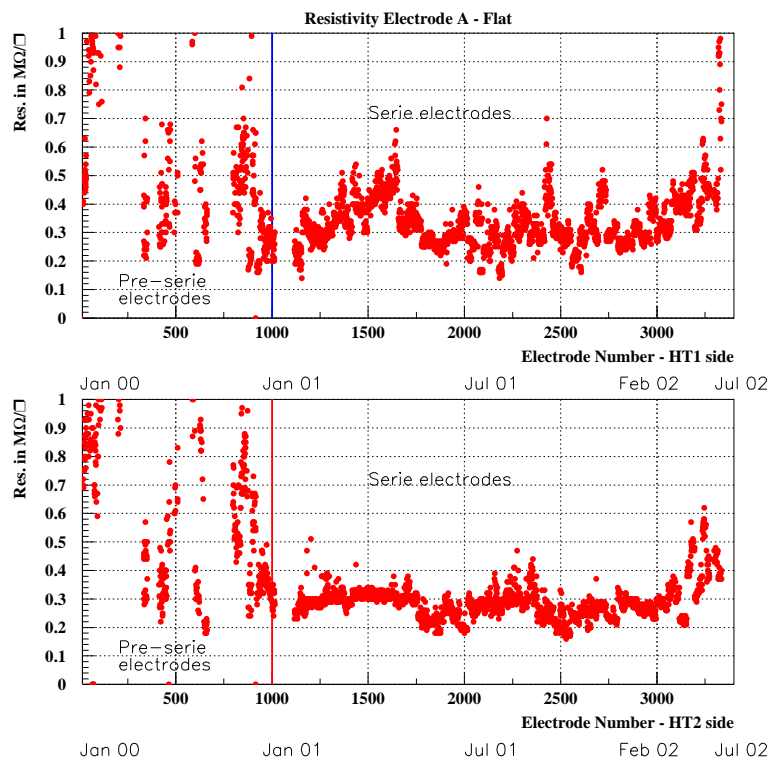 Resistivity Electrode A - Flat
Res. in MΩ/□
1
0.9
0.8
0.7
0.6
0.5
0.4
0.3
0.2
0.1
0
Serie electrodes
Pre-serie
electrodes
500 1000 1500 2000 2500 3000
Electrode Number - HT1 side
Jan 00 Jan 01 Jul 01 Feb 02 Jul 02
Res. in MΩ/□
1
0.9
0.8
0.7
0.6
0.5
0.4
0.3
0.2
0.1
0
Serie electrodes
Pre-serie
electrodes
500 1000 1500 2000 2500 3000
Electrode Number - HT2 side
Jan 00 Jan 01 Jul 01 Feb 02 Jul 02